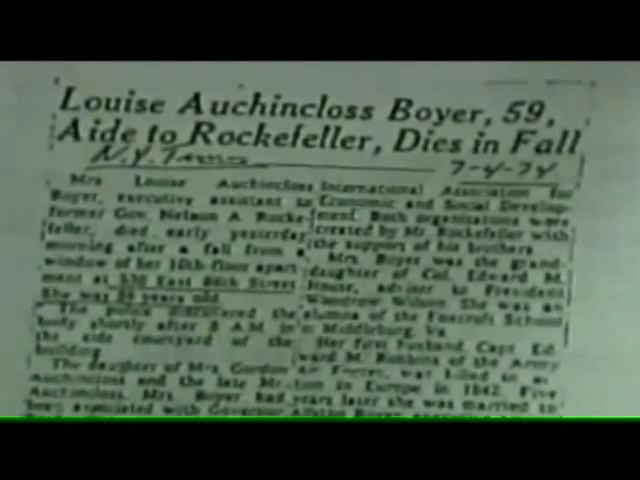 Louise Auchincloss Boyer, 59,
Aide to Rockefeller, Dies in Fall
N.Y. Times
7-4-74
Mrs Louise Auchincloss
Boyer, executive assistant to
former Gov. Nelson A. Rocke-
feller, died early yesterday
morning after a fall from a
window of her 10th-floor apart-
ment at 530 East 86th Street
She was 59 years old.
The police discovered the
body shortly after 8 A.M. in
the side courtyard of the
building.
The daughter of Mrs. Gordon
Auchincloss and the late Mr.
Auchincloss, Mrs. Boyer had
been associated with Governor
International Association for
Economic and Social Develop-
ment. Both organizations were
created by Mr. Rockefeller with
the support of his brothers
Mrs. Boyer was the grand-
daughter of Col. Edward M.
House, adviser to President
Woodrow Wilson. She was an
alumna of the Foxcroft School
in Middleburg, Va.
Her first husband, Capt. Ed-
ward M. Robbins of the Army
Air Forces, was killed in
in Europe in 1942. Five
years later she was married to